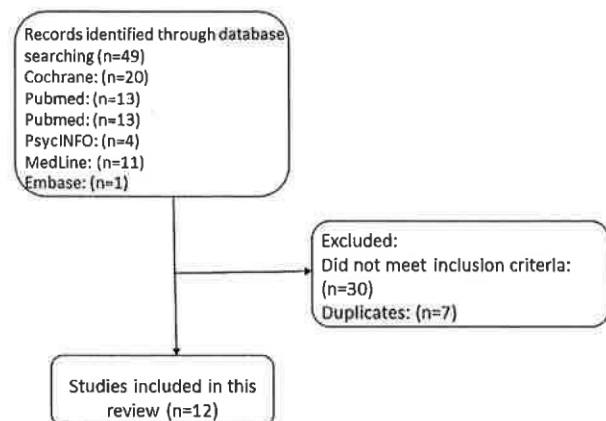 Records identified through database
searching (n=49)
Cochrane: (n=20)
Pubmed: (n=13)
Pubmed: (n=13)
PsycINFO: (n=4)
MedLine: (n=11)
Embase: (n=1)
Excluded:
Did not meet inclusion criteria:
(n=30)
Duplicates: (n=7)
Studies included in this
review (n=12)